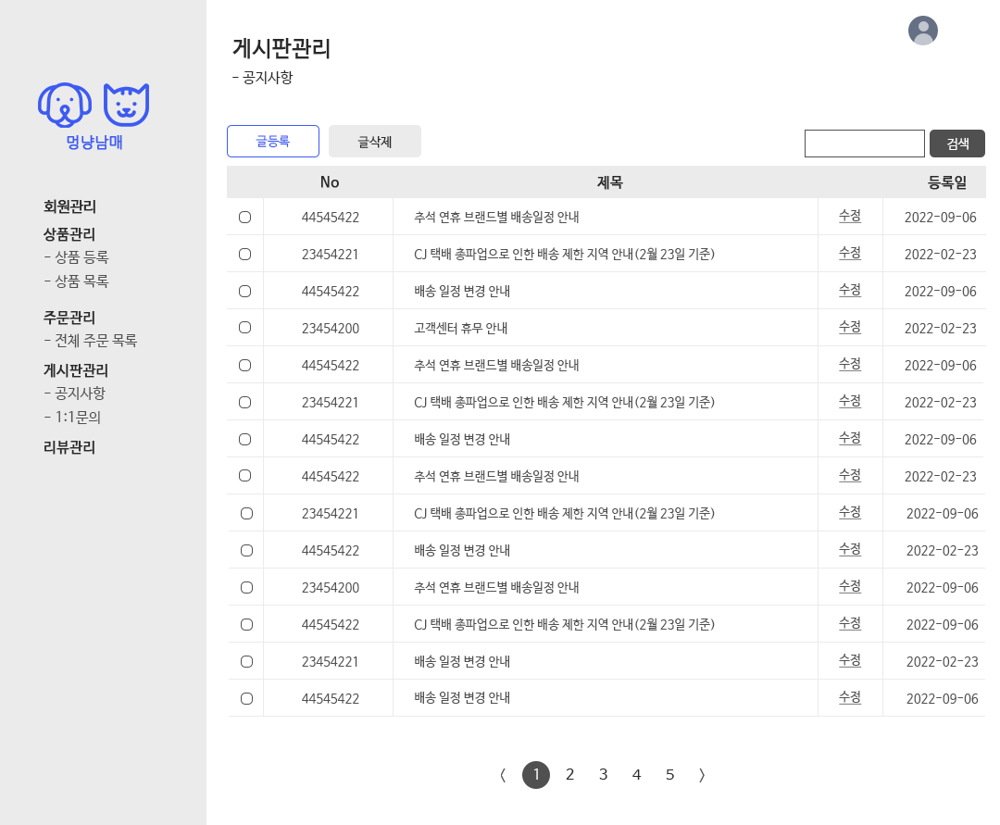 멍냥남매
회원관리
상품관리
- 상품 등록
- 상품 목록
주문관리
- 전체 주문 목록
게시판관리
- 공지사항
- 1:1문의
리뷰관리
게시판관리
- 공지사항
글등록 글삭제 검색
No 제목 등록일
44545422 추석 연휴 브랜드별 배송일정 안내 수정 2022-09-06
23454221 CJ 택배 총파업으로 인한 배송 제한 지역 안내(2월 23일 기준) 수정 2022-02-23
44545422 배송 일정 변경 안내 수정 2022-09-06
23454200 고객센터 휴무 안내 수정 2022-02-23
44545422 추석 연휴 브랜드별 배송일정 안내 수정 2022-09-06
23454221 CJ 택배 총파업으로 인한 배송 제한 지역 안내(2월 23일 기준) 수정 2022-02-23
44545422 배송 일정 변경 안내 수정 2022-09-06
44545422 추석 연휴 브랜드별 배송일정 안내 수정 2022-02-23
23454221 CJ 택배 총파업으로 인한 배송 제한 지역 안내(2월 23일 기준) 수정 2022-09-06
44545422 배송 일정 변경 안내 수정 2022-02-23
23454200 추석 연휴 브랜드별 배송일정 안내 수정 2022-09-06
44545422 CJ 택배 총파업으로 인한 배송 제한 지역 안내(2월 23일 기준) 수정 2022-09-06
23454221 배송 일정 변경 안내 수정 2022-02-23
44545422 배송 일정 변경 안내 수정 2022-09-06
〈 1 2 3 4 5 〉